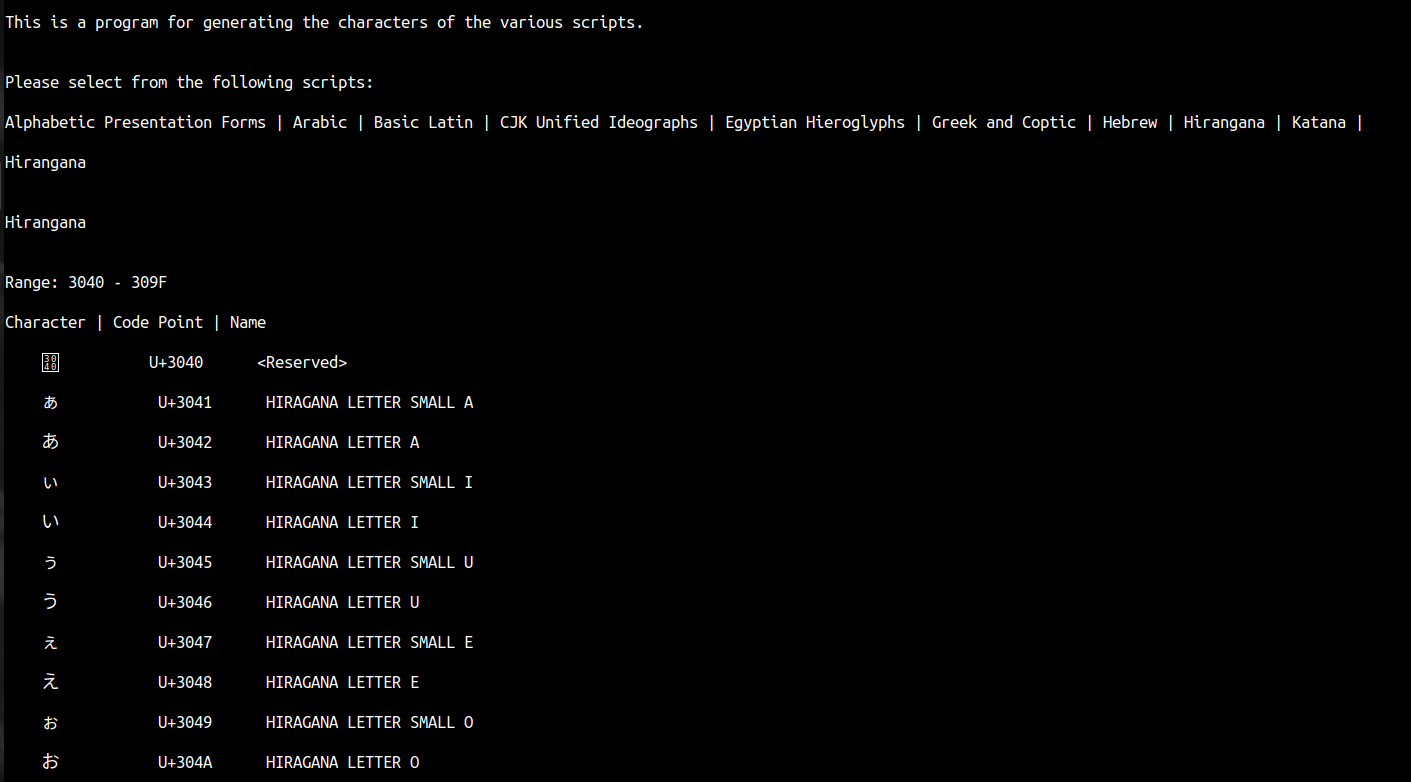 This is a program for generating the characters of the various scripts.
Please select from the following scripts:
Alphabetic Presentation Forms | Arabic | Basic Latin | CJK Unified Ideographs | Egyptian Hieroglyphs | Greek and Coptic | Hebrew | Hirangana | Katana |
Hirangana
Hirangana
Range: 3040 - 309F
Character | Code Point | Name
3040 U+3040 <Reserved>
ぁ U+3041 HIRAGANA LETTER SMALL A
あ U+3042 HIRAGANA LETTER A
ぃ U+3043 HIRAGANA LETTER SMALL I
い U+3044 HIRAGANA LETTER I
ぅ U+3045 HIRAGANA LETTER SMALL U
う U+3046 HIRAGANA LETTER U
ぇ U+3047 HIRAGANA LETTER SMALL E
え U+3048 HIRAGANA LETTER E
ぉ U+3049 HIRAGANA LETTER SMALL O
お U+304A HIRAGANA LETTER O